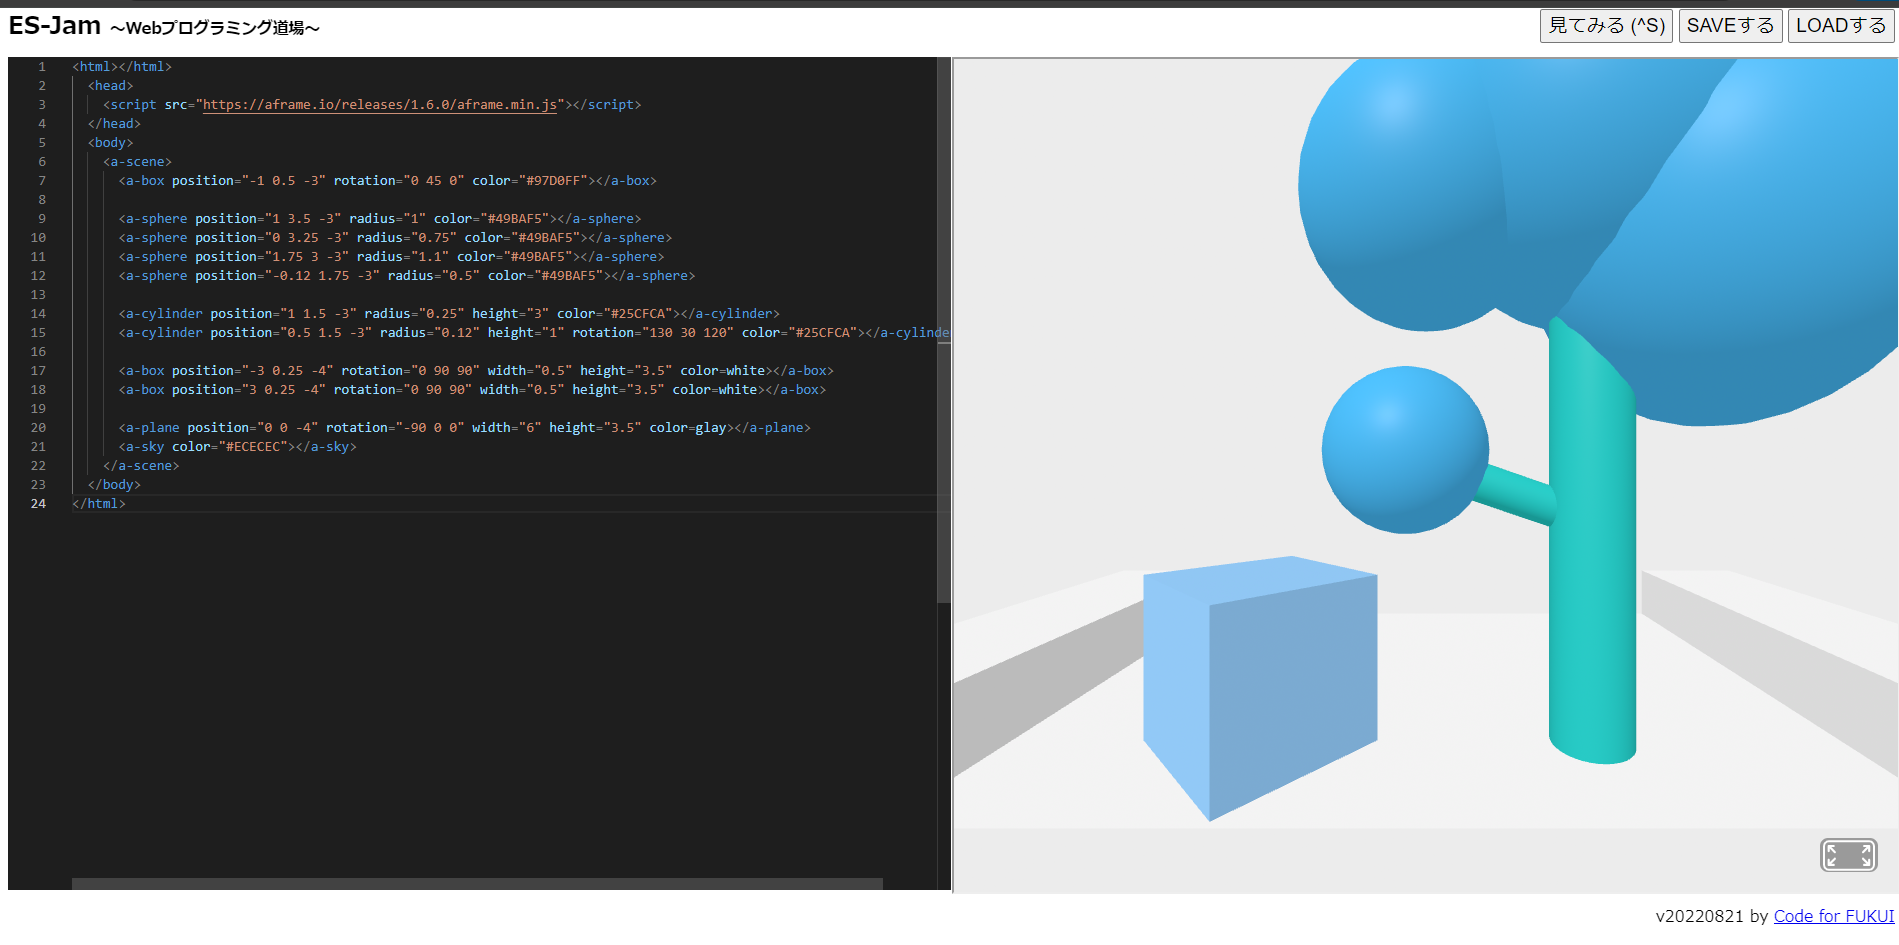 ES-Jam ～Webプログラミング道場～
見てみる (^S) SAVEする LOADする
1 <html></html>
2 <head>
3 <script src="https://aframe.io/releases/1.6.0/aframe.min.js"></script>
4 </head>
5 <body>
6 <a-scene>
7 <a-box position="-1 0.5 -3" rotation="0 45 0" color="#97D0FF"></a-box>
8
9 <a-sphere position="1 3.5 -3" radius="1" color="#49BAF5"></a-sphere>
10 <a-sphere position="0 3.25 -3" radius="0.75" color="#49BAF5"></a-sphere>
11 <a-sphere position="1.75 3 -3" radius="1.1" color="#49BAF5"></a-sphere>
12 <a-sphere position="-0.12 1.75 -3" radius="0.5" color="#49BAF5"></a-sphere>
13
14 <a-cylinder position="1 1.5 -3" radius="0.25" height="3" color="#25CFCA"></a-cylinder>
15 <a-cylinder position="0.5 1.5 -3" radius="0.12" height="1" rotation="130 30 120" color="#25CFCA"></a-cylinde
16
17 <a-box position="-3 0.25 -4" rotation="0 90 90" width="0.5" height="3.5" color=white></a-box>
18 <a-box position="3 0.25 -4" rotation="0 90 90" width="0.5" height="3.5" color=white></a-box>
19
20 <a-plane position="0 0 -4" rotation="-90 0 0" width="6" height="3.5" color=glay></a-plane>
21 <a-sky color="#ECECEC"></a-sky>
22 </a-scene>
23 </body>
24 </html>
v20220821 by Code for FUKUI